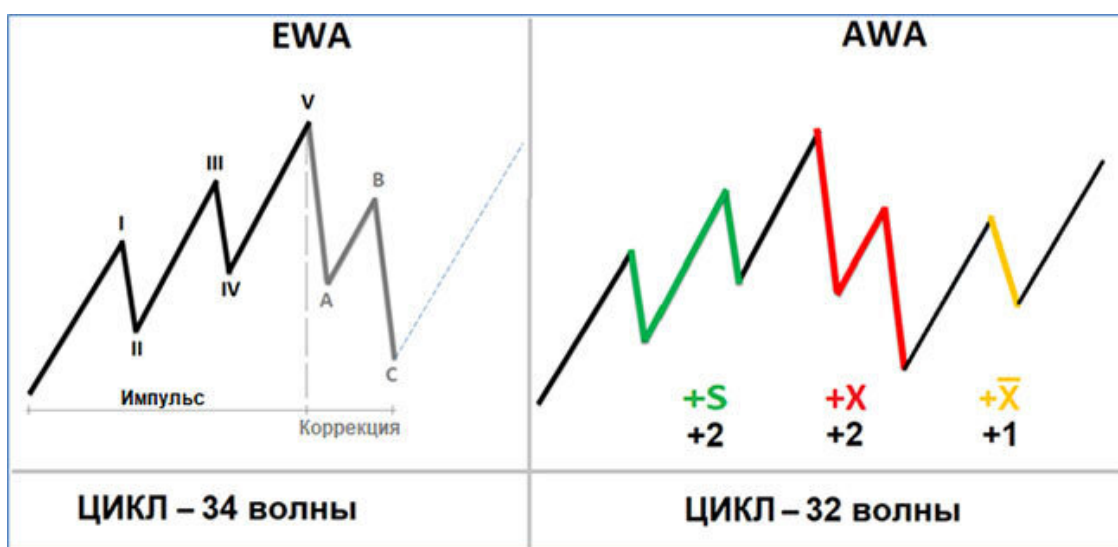 EWA
V
III
B
I
IV
A
II
C
Импульс
Коррекция
ЦИКЛ – 34 волны
AWA
+S
+X
+X̅
+2
+2
+1
ЦИКЛ – 32 волны